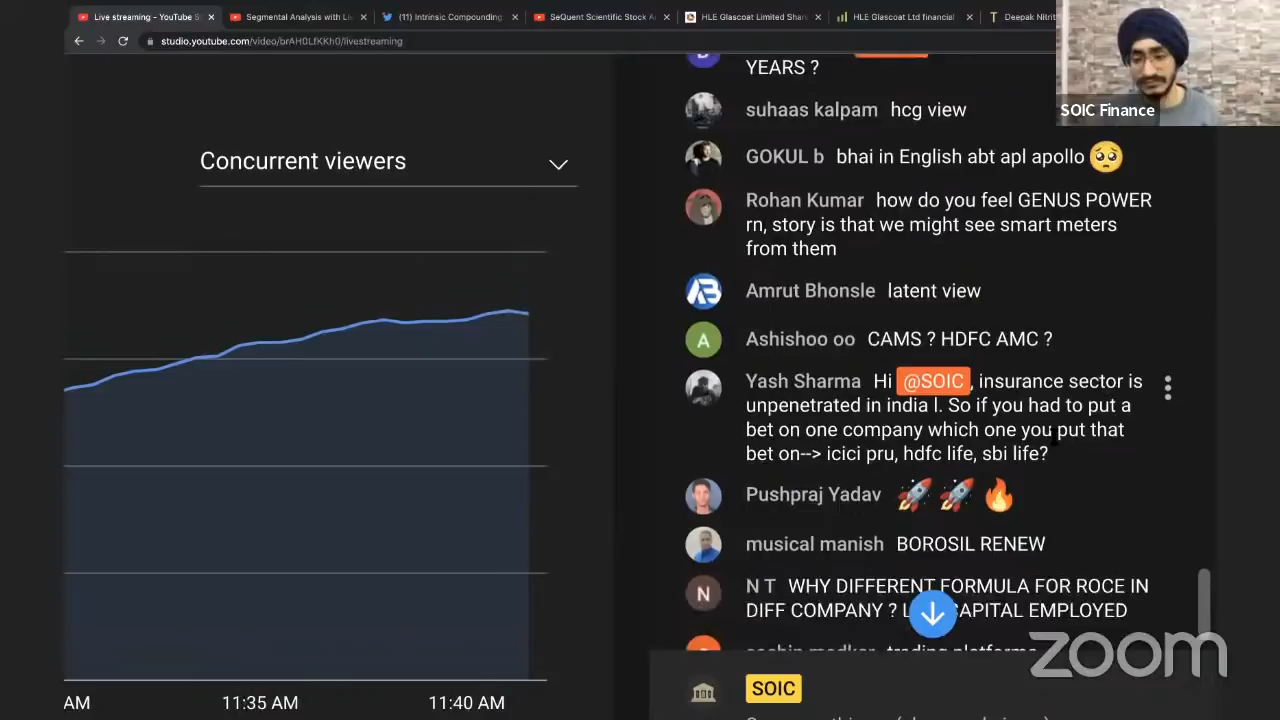 Live streaming - YouTube S
Segmental Analysis with Li
(11) Intrinsic Compounding
SeQuent Scientific Stock A
HLE Glascoat Limited Shar
HLE Glascoat Ltd financial
Deepak Nitrit
studio.youtube.com/video/brAH0LfKKh0/livestreaming
SOIC Finance
Concurrent viewers
AM
11:35 AM
11:40 AM
YEARS ?
suhaas kalpam hcg view
GOKUL b bhai in English abt apl apollo 🥺
Rohan Kumar how do you feel GENUS POWER
rn, story is that we might see smart meters
from them
Amrut Bhonsle latent view
A
Ashishoo oo CAMS ? HDFC AMC ?
Yash Sharma Hi @SOIC, insurance sector is
unpenetrated in india I. So if you had to put a
bet on one company which one you put that
bet on--> icici pru, hdfc life, sbi life?
Pushpraj Yadav 🚀 🚀 🔥
musical manish BOROSIL RENEW
N
N T WHY DIFFERENT FORMULA FOR ROCE IN
DIFF COMPANY ? CAPITAL EMPLOYED
trading platforms
SOIC
zoom